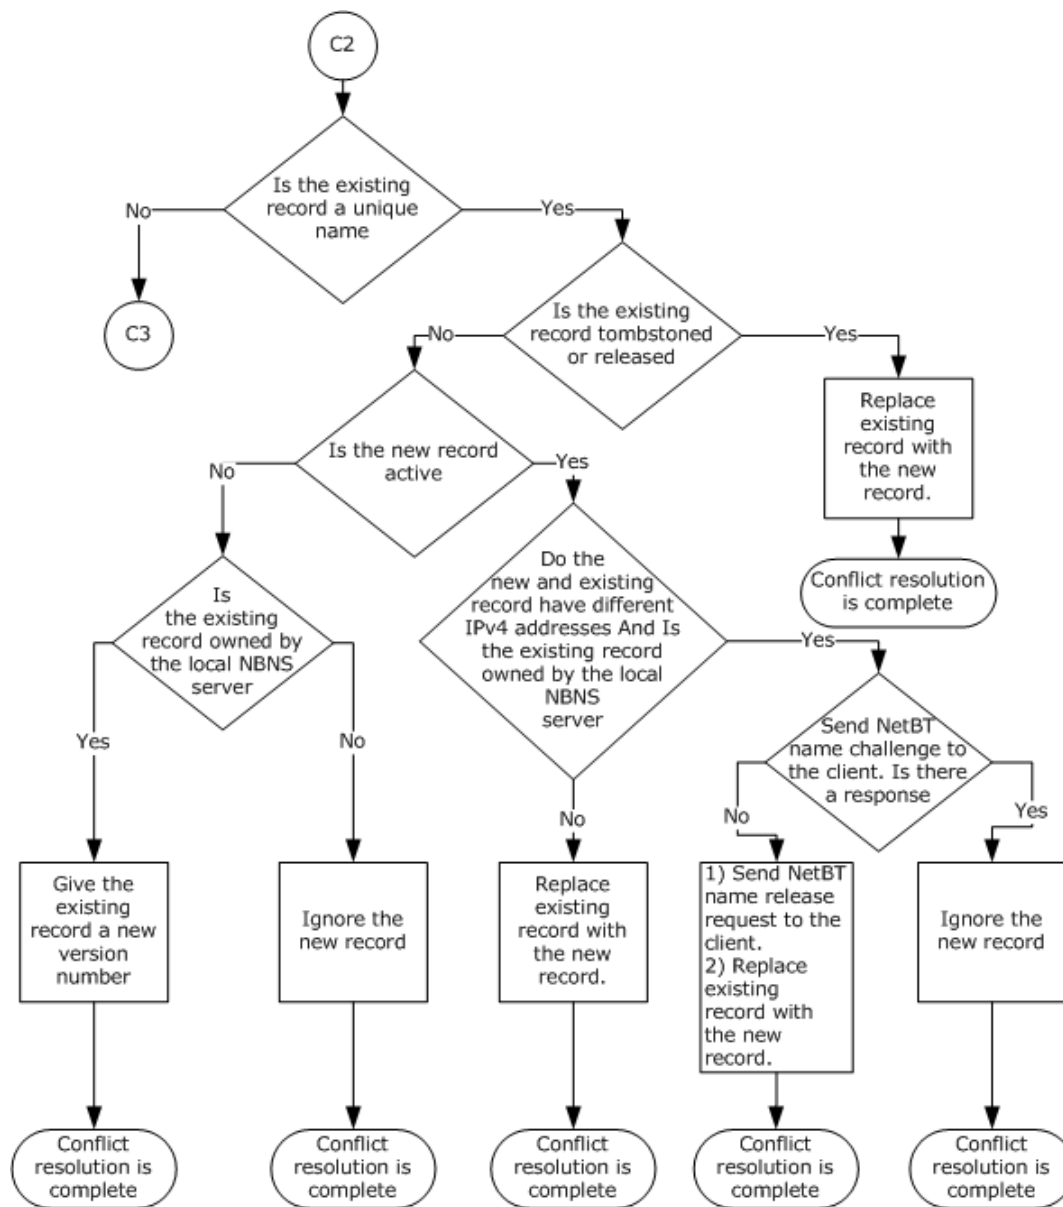 C2
Is the existing
record a unique
name
No
Yes
C3
Is the existing
record tombstoned
or released
No
Yes
Replace
existing
record with
the new
record.
Conflict resolution
is complete
Is the new record
active
No
Yes
Is
the existing
record owned by
the local NBNS
server
Do the
new and existing
record have different
IPv4 addresses And Is
the existing record
owned by the local
NBNS
server
Yes
Send NetBT
name challenge to
the client. Is there
a response
Yes
No
No
No
Yes
Give the
existing
record a new
version
number
Ignore the
new record
Replace
existing
record with
the new
record.
1) Send NetBT
name release
request to the
client.
2) Replace
existing
record with
the new
record.
Ignore the
new record
Conflict
resolution is
complete
Conflict
resolution is
complete
Conflict
resolution is
complete
Conflict
resolution is
complete
Conflict
resolution is
complete